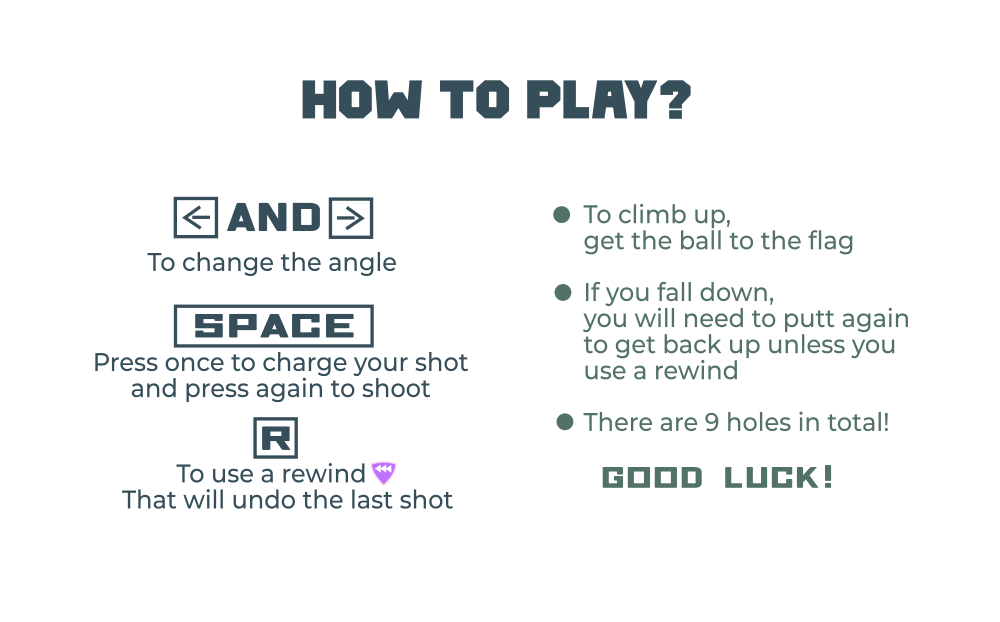 HOW TO PLAY?
AND
To change the angle
SPACE
Press once to charge your shot
and press again to shoot
R
To use a rewind
That will undo the last shot
To climb up,
get the ball to the flag
If you fall down,
you will need to putt again
to get back up unless you
use a rewind
There are 9 holes in total!
GOOD LUCK!